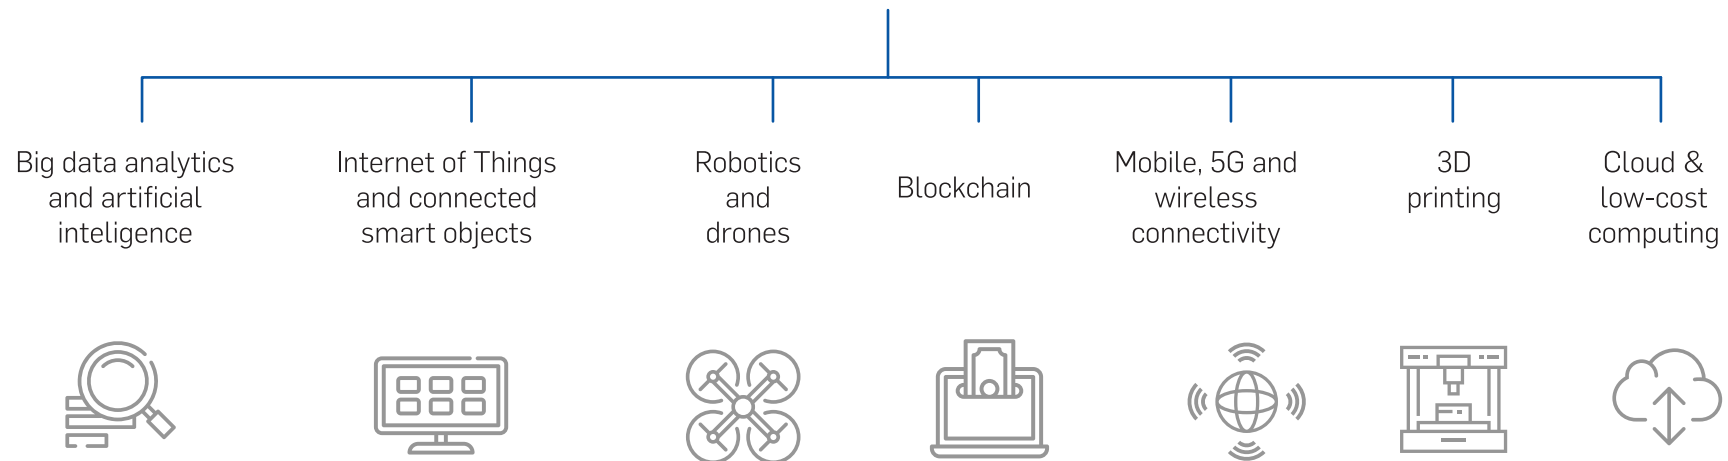 Big data analytics
and artificial
inteligence
Internet of Things
and connected
smart objects
Robotics
and
drones
Blockchain
Mobile, 5G and
wireless
connectivity
3D
printing
Cloud &
low-cost
computing